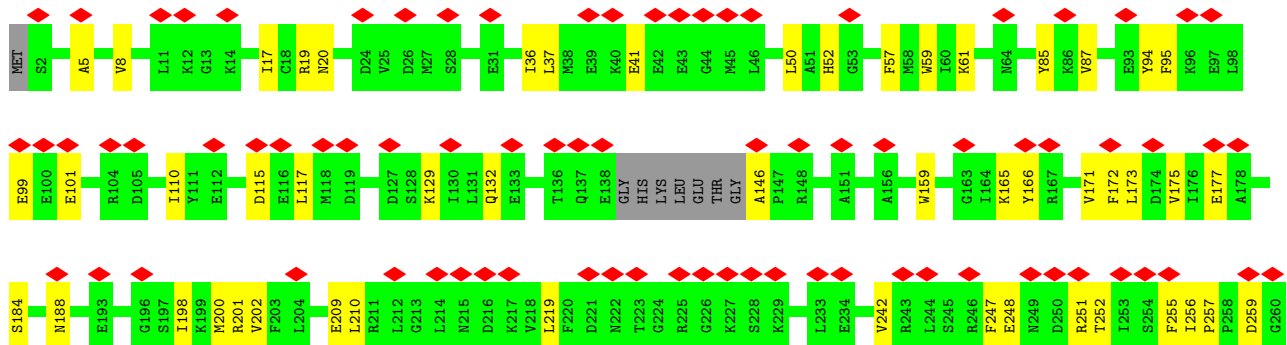 MET S2 A5 V8 L11 K12 G13 K14 I17 C18 R19 N20 D24 V25 D26 M27 S28 E31 I36 L37 M38 E39 K40 E41 E42 E43 G44 M45 L46 L50 A51 H52 G53 F57 M58 W59 I60 K61 N64 Y85 K86 V87 E93 Y94 F95 K96 E97 L98
E99 E100 E101 R104 D105 I110 Y111 E112 D115 E116 L117 M118 D119 D127 S128 K129 I130 L131 Q132 E133 T136 Q137 E138 GLY HIS LYS LEU GLU THR GLY A146 P147 R148 A151 A156 W159 G163 I164 K165 Y166 R167 V171 F172 L173 D174 V175 I176 E177 A178
S184 N188 E193 G196 S197 I198 K199 M200 R201 V202 F203 L204 E209 L210 R211 L212 G213 L214 N215 D216 K217 V218 L219 F220 D221 N222 T223 G224 R225 G226 K227 S228 K229 L233 E234 V242 R243 L244 S245 R246 F247 E248 N249 D250 R251 T252 I253 S254 F255 I256 P257 P258 D259 G260